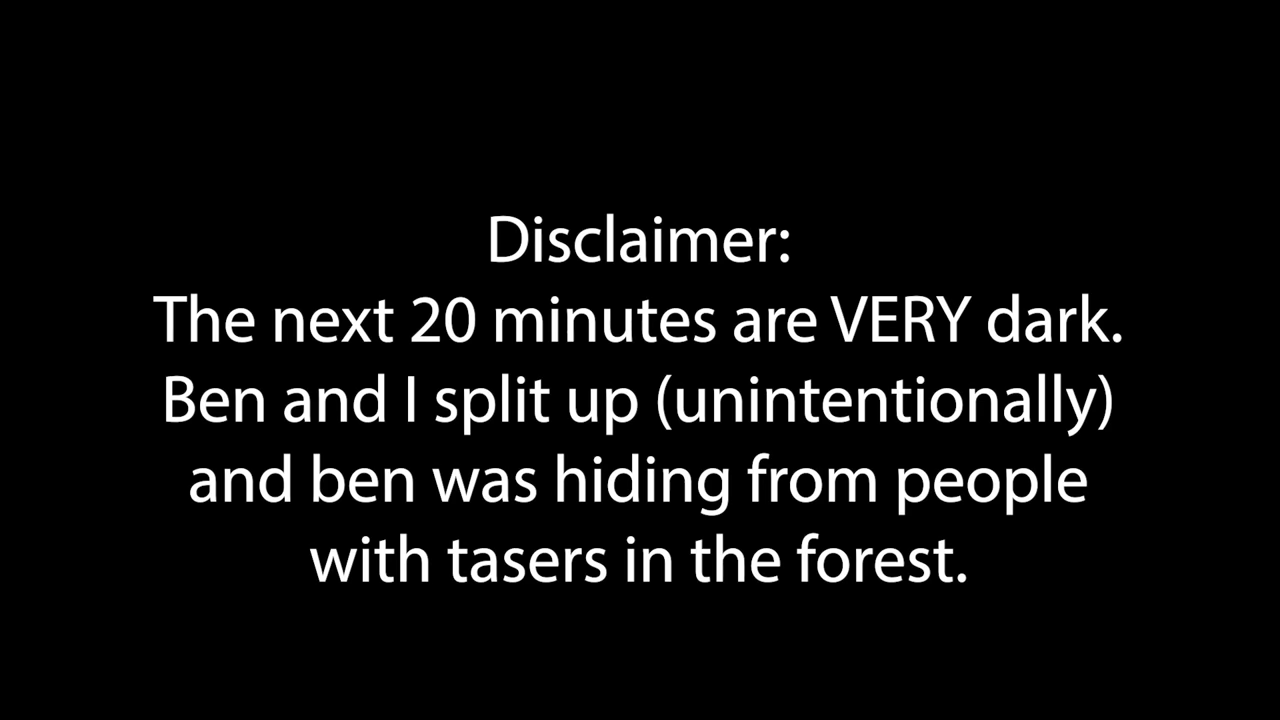 Disclaimer:
The next 20 minutes are VERY dark.
Ben and I split up (unintentionally)
and ben was hiding from people
with tasers in the forest.